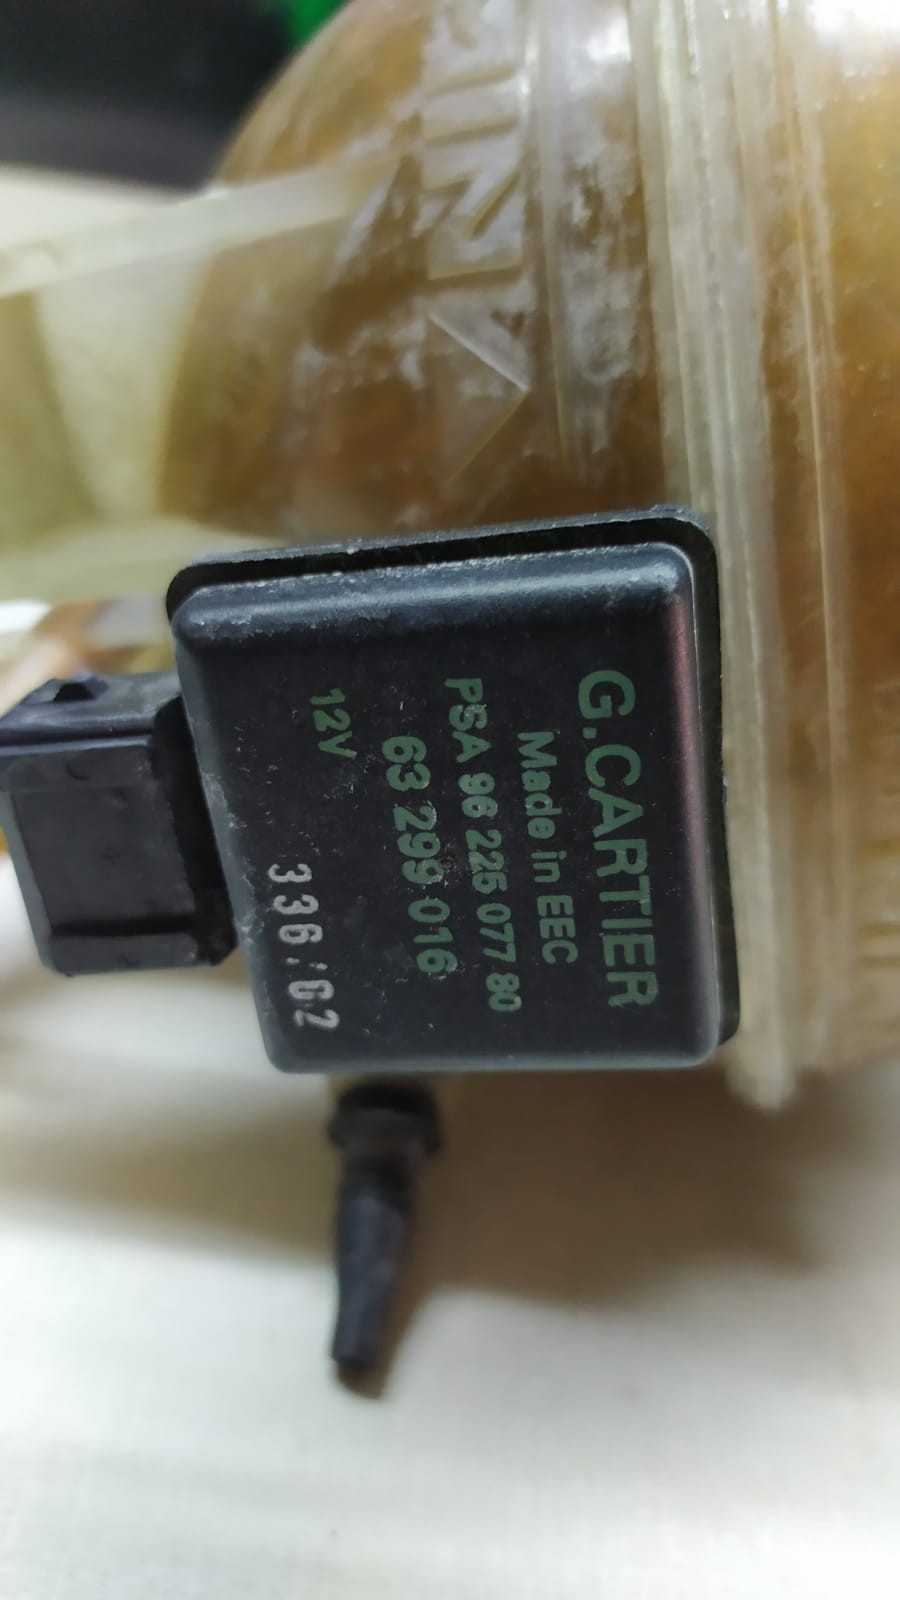 G.CARTIER
Made in EEC
PSA 96 225 077 80
63 299 016
12V
336/02